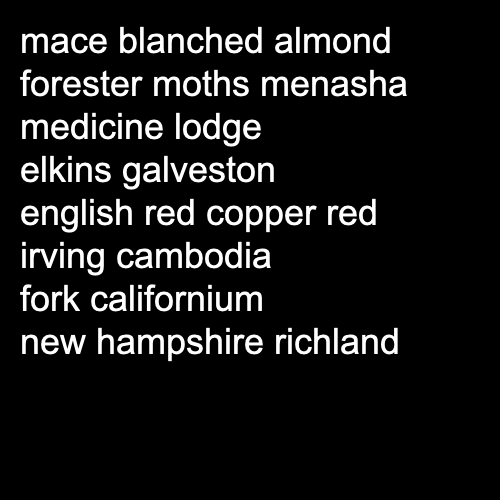 mace blanched almond
forester moths menasha
medicine lodge
elkins galveston
english red copper red
irving cambodia
fork californium
new hampshire richland